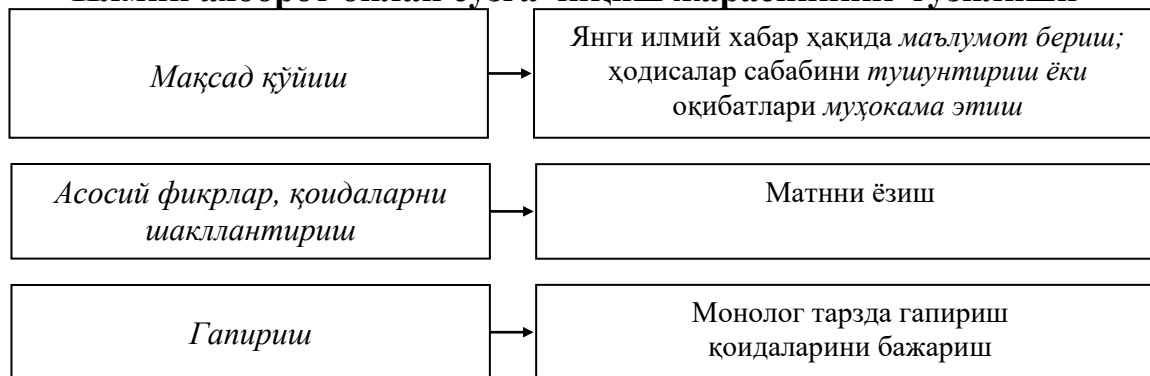 Мақсад қўйиш
Янги илмий хабар ҳақида маълумот бериш;
ҳодисалар сабабини тушунтириш ёки
оқибатлари муҳокама этиш
Асосий фикрлар, қоидаларни
шакллантириш
Матнни ёзиш
Гапириш
Монолог тарзда гапириш
қоидаларини бажариш